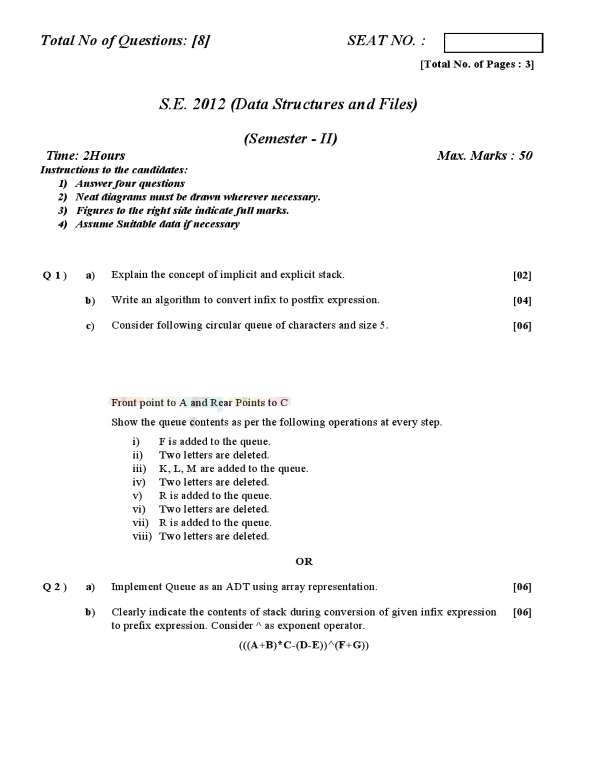 Total No of Questions: [8] SEAT NO. :
[Total No. of Pages : 3]
S.E. 2012 (Data Structures and Files)
(Semester - II)
Time: 2Hours Max. Marks : 50
Instructions to the candidates:
1) Answer four questions
2) Neat diagrams must be drawn wherever necessary.
3) Figures to the right side indicate full marks.
4) Assume Suitable data if necessary
Q 1 ) a) Explain the concept of implicit and explicit stack. [02]
b) Write an algorithm to convert infix to postfix expression. [04]
c) Consider following circular queue of characters and size 5. [06]
Front point to A and Rear Points to C
Show the queue contents as per the following operations at every step.
i) F is added to the queue.
ii) Two letters are deleted.
iii) K, L, M are added to the queue.
iv) Two letters are deleted.
v) R is added to the queue.
vi) Two letters are deleted.
vii) R is added to the queue.
viii) Two letters are deleted.
OR
Q 2 ) a) Implement Queue as an ADT using array representation. [06]
b) Clearly indicate the contents of stack during conversion of given infix expression [06]
to prefix expression. Consider ^ as exponent operator.
(((A+B)*C-(D-E))^(F+G))